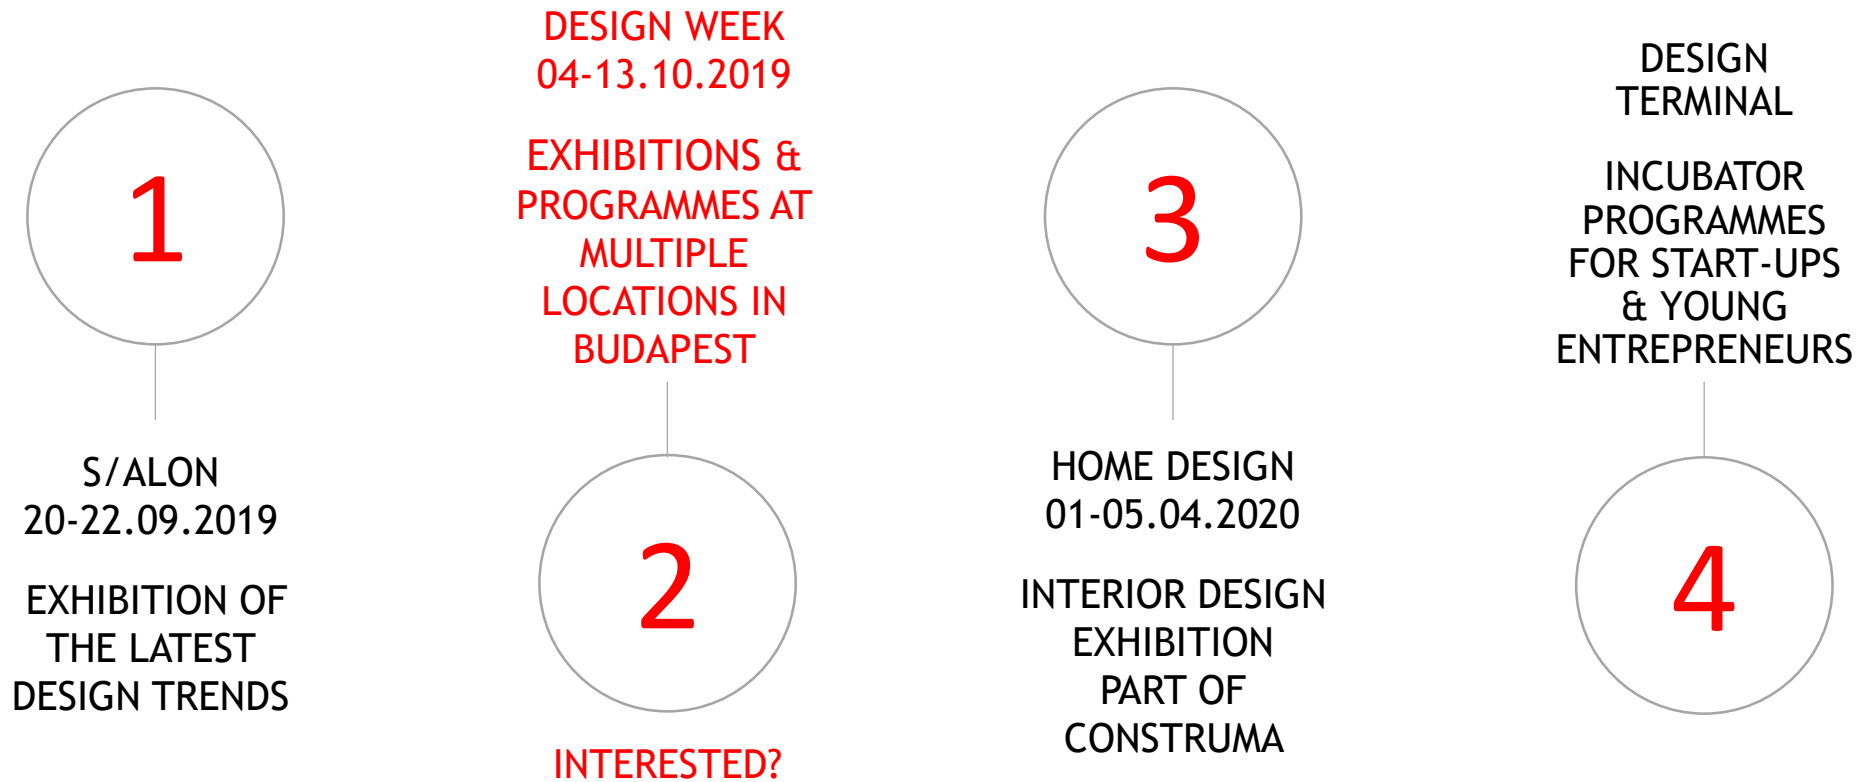 1
S/ALON
20-22.09.2019
EXHIBITION OF
THE LATEST
DESIGN TRENDS
DESIGN WEEK
04-13.10.2019
EXHIBITIONS &
PROGRAMMES AT
MULTIPLE
LOCATIONS IN
BUDAPEST
2
INTERESTED?
3
HOME DESIGN
01-05.04.2020
INTERIOR DESIGN
EXHIBITION
PART OF
CONSTRUMA
DESIGN
TERMINAL
INCUBATOR
PROGRAMMES
FOR START-UPS
& YOUNG
ENTREPRENEURS
4